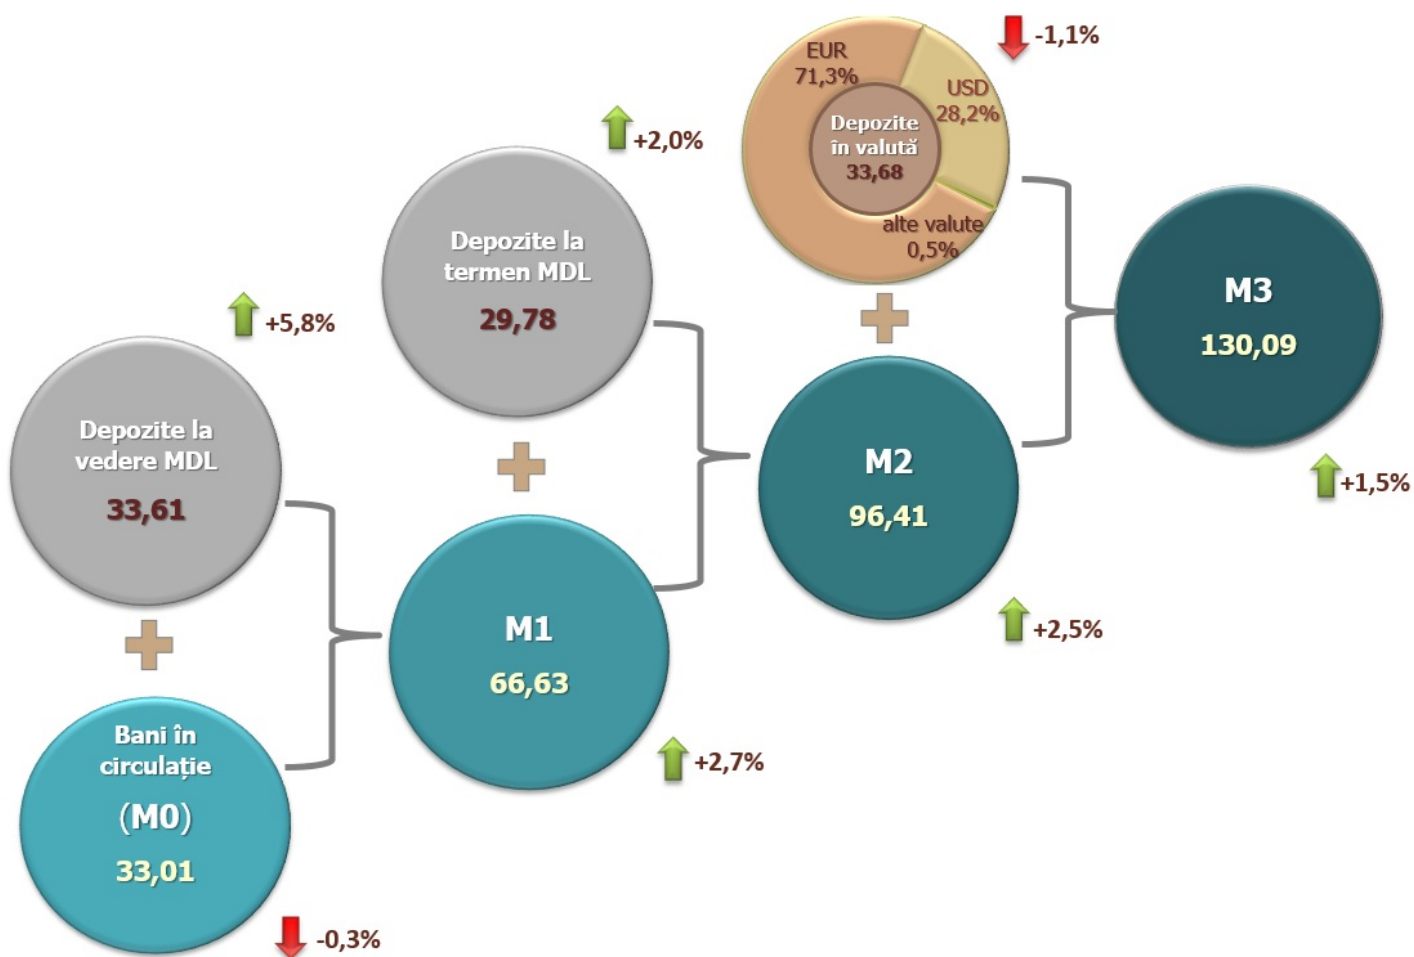 EUR
71,3%
USD
28,2%
Depozite
în valută
33,68
alte valute
0,5%
-1,1%
+2,0%
Depozite la
termen MDL
29,78
M3
130,09
+1,5%
+5,8%
Depozite la
vedere MDL
33,61
M2
96,41
+2,5%
M1
66,63
+2,7%
Bani în
circulație
(M0)
33,01
-0,3%